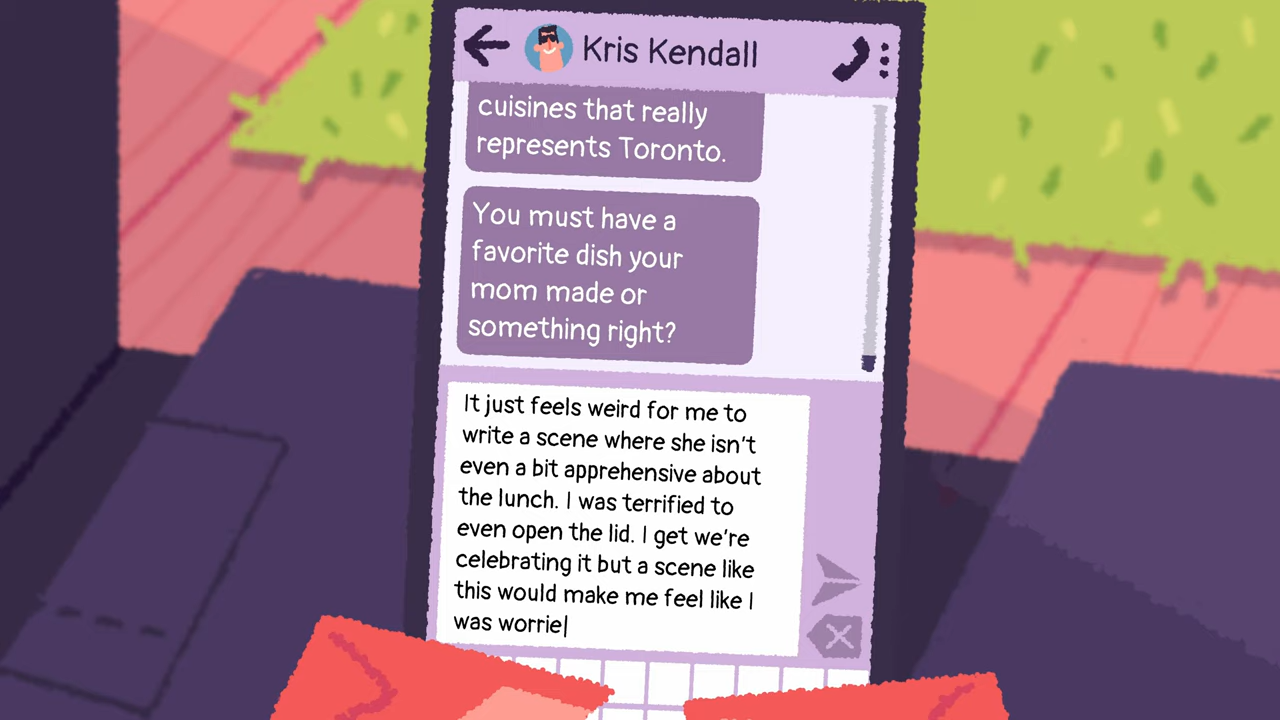 Kris Kendall
cuisines that really
represents Toronto.
You must have a
favorite dish your
mom made or
something right?
It just feels weird for me to
write a scene where she isn't
even a bit apprehensive about
the lunch. I was terrified to
even open the lid. I get we're
celebrating it but a scene like
this would make me feel like I
was worrie